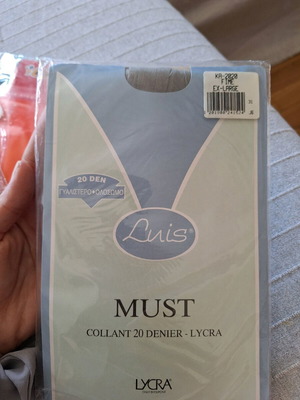 KA-2020
FIME
EX-LARGE
20 DEN
Luis®
MUST
COLLANT 20 DENIER - LYCRA
LYCRA